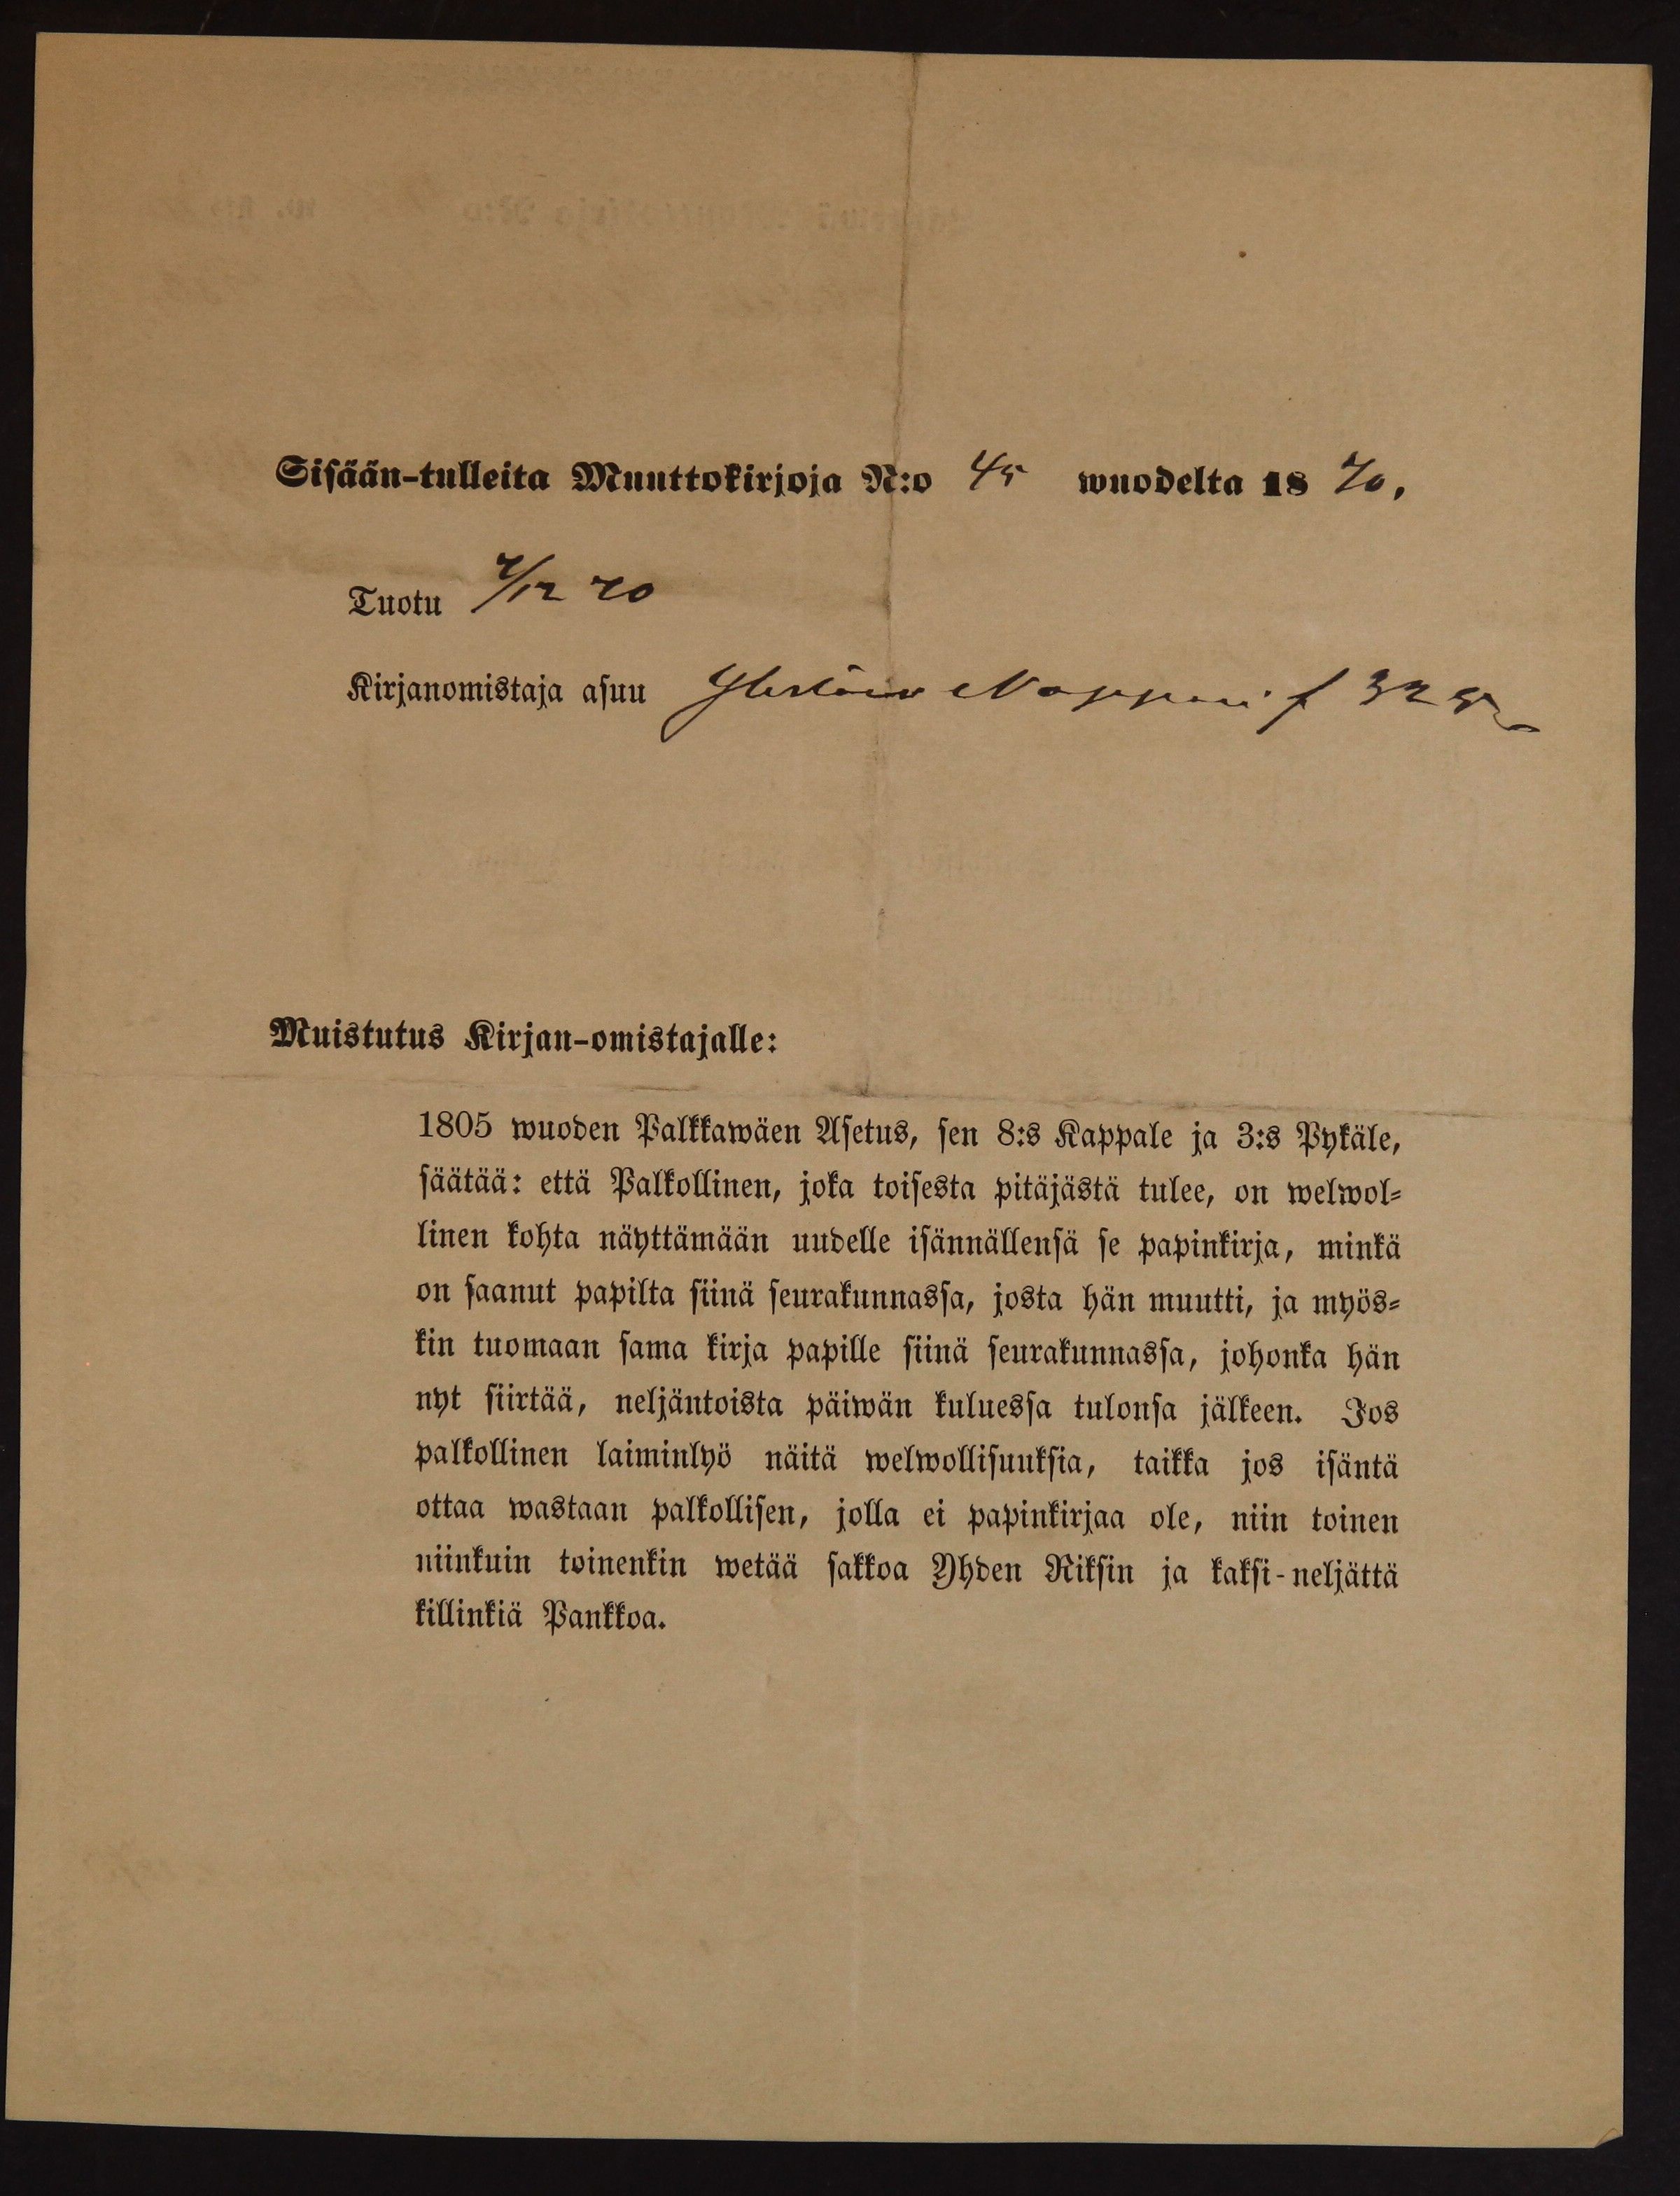 Sisään-tulleita Muuttokirjoja N:o 45 wuodelta 18 70.
Tuotu 7/12 70
Kirjanomistaja asuu
Muistutus Kirjan-omistajalle:
1805 wuoden Palkkawäen Asetus, sen 8:s Kappale ja 3:s Pykäle,
säätää: että Palkollinen, joka toisesta pitäjästä tulee, on welwol-
linen kohta näyttämään uudelle isännällensä se papinkirja, minkä
on saanut papilta siinä seurakunnassa, josta hän muutti, ja myös-
kin tuomaan sama kirja papille siinä seurakunnassa, johonka hän
nyt siirtää, neljäntoista päiwän kuluessa tulonsa jälkeen. Jos
palkollinen laiminlyö näitä welwollisuuksia, taikka jos isäntä
ottaa wastaan palkollisen, jolla ei papinkirjaa ole, niin toinen
niinkuin toinenkin wetää sakkoa Yhden Riksin ja kaksi-neljättä
killinkiä Pankkoa.